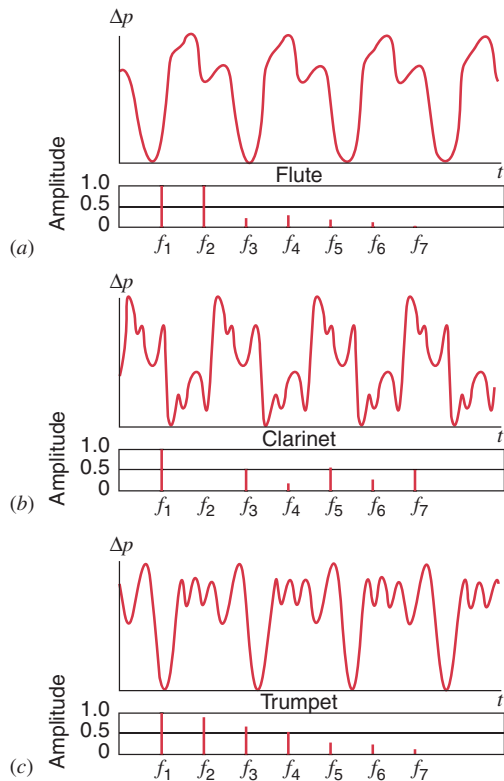 Δp
t
Flute
Amplitude
1.0
0.5
0
f1 f2 f3 f4 f5 f6 f7
(a)
Δp
t
Clarinet
Amplitude
1.0
0.5
0
f1 f2 f3 f4 f5 f6 f7
(b)
Δp
t
Trumpet
Amplitude
1.0
0.5
0
f1 f2 f3 f4 f5 f6 f7
(c)